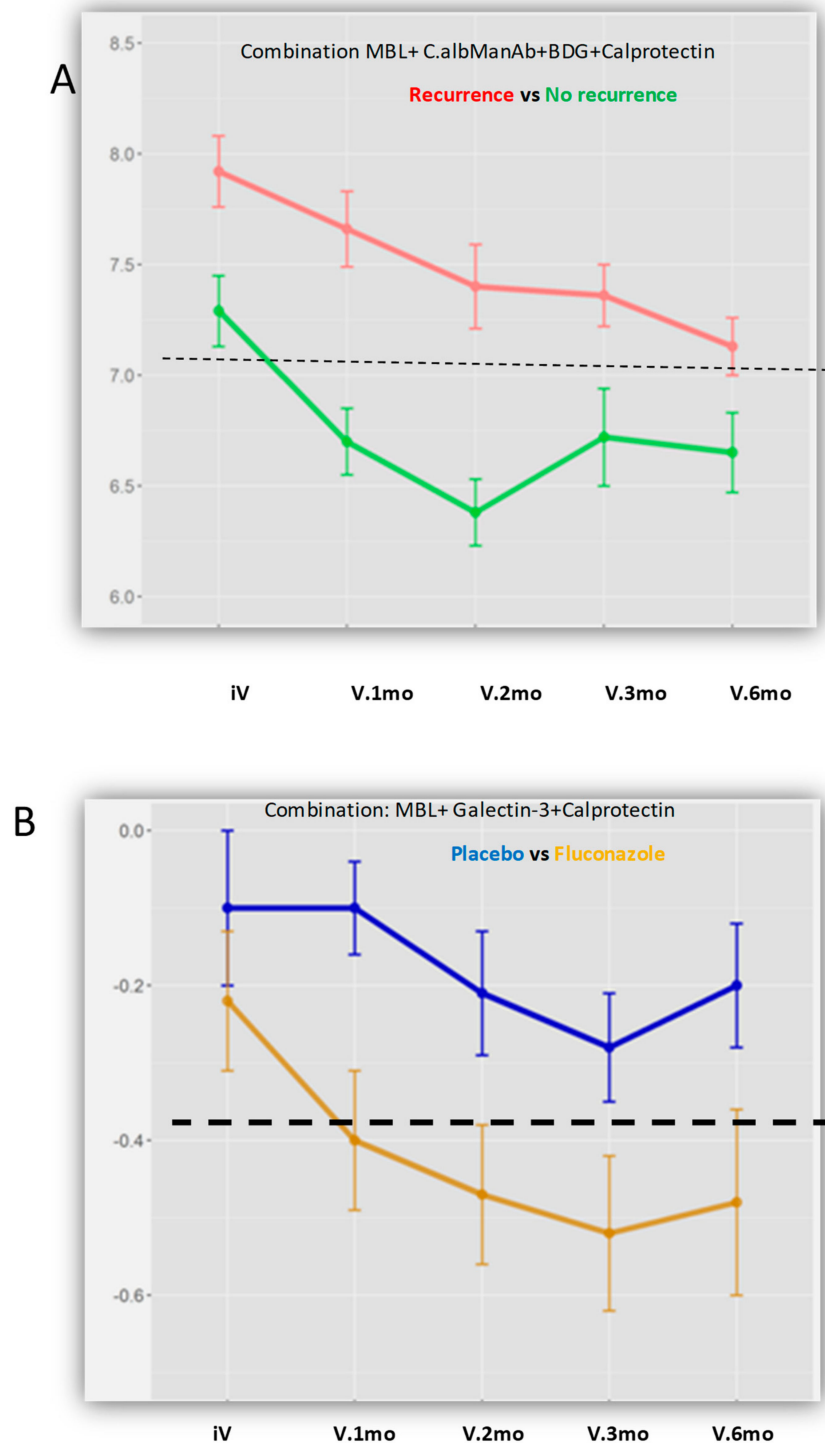 A
Combination MBL+ C.albManAb+BDG+Calprotectin
Recurrence vs No recurrence
8.5
8.0
7.5
7.0
6.5
6.0
iV V.1mo V.2mo V.3mo V.6mo
B
Combination: MBL+ Galectin-3+Calprotectin
Placebo vs Fluconazole
0.0
-0.2
-0.4
-0.6
iV V.1mo V.2mo V.3mo V.6mo